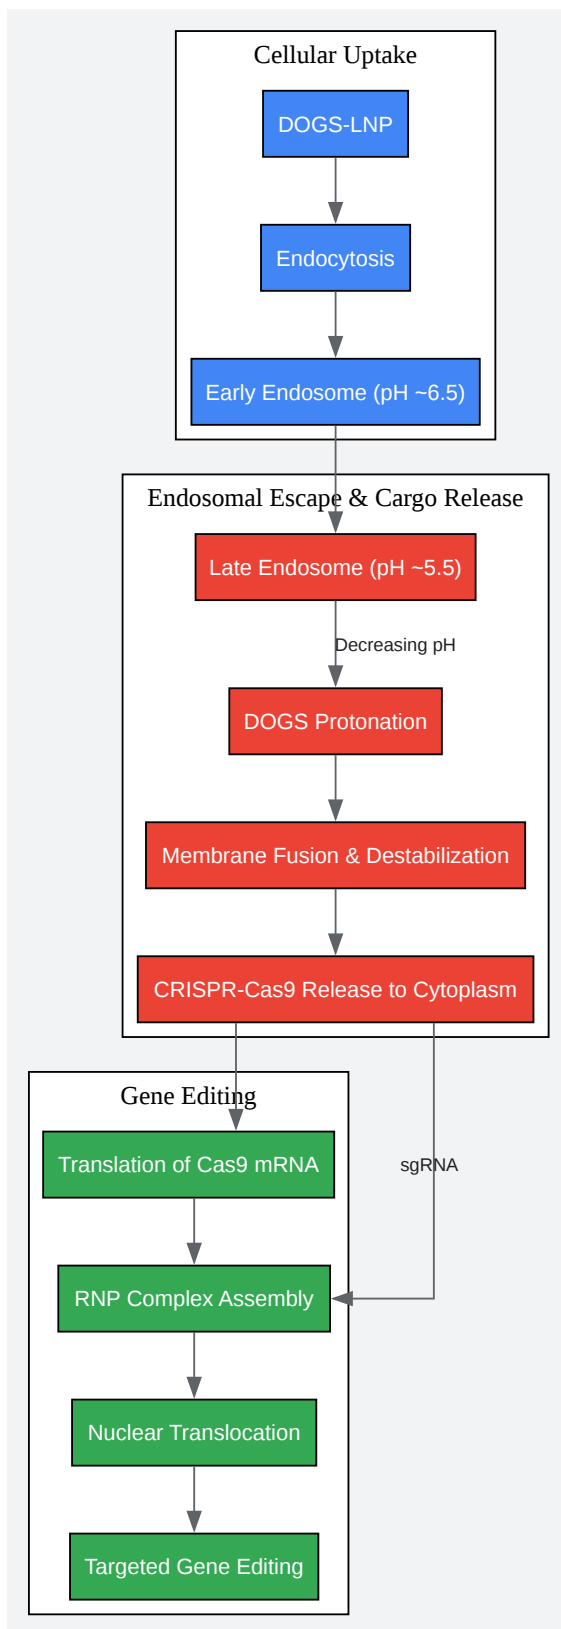 Cellular Uptake
DOGS-LNP
Endocytosis
Early Endosome (pH ~6.5)
Endosomal Escape & Cargo Release
Late Endosome (pH ~5.5)
Decreasing pH
DOGS Protonation
Membrane Fusion & Destabilization
CRISPR-Cas9 Release to Cytoplasm
Gene Editing
Translation of Cas9 mRNA
sgRNA
RNP Complex Assembly
Nuclear Translocation
Targeted Gene Editing